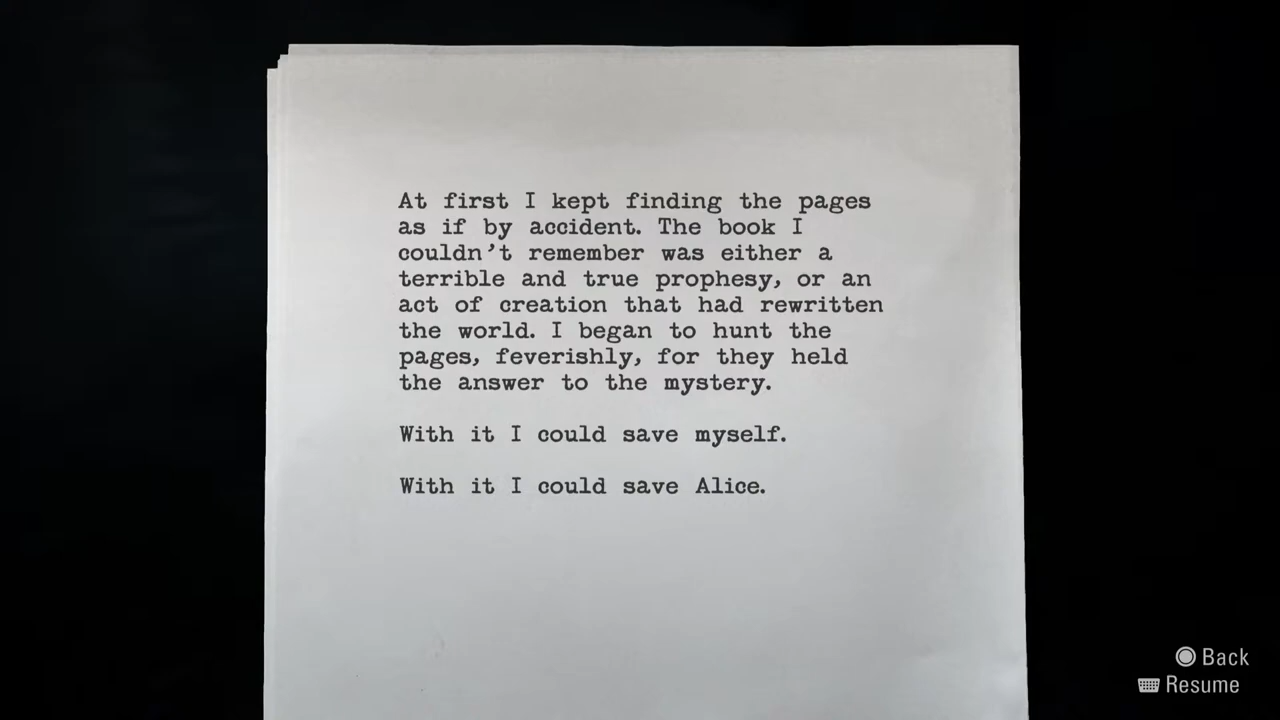 At first I kept finding the pages
as if by accident. The book I
couldn't remember was either a
terrible and true prophesy, or an
act of creation that had rewritten
the world. I began to hunt the
pages, feverishly, for they held
the answer to the mystery.
With it I could save myself.
With it I could save Alice.
Back
Resume